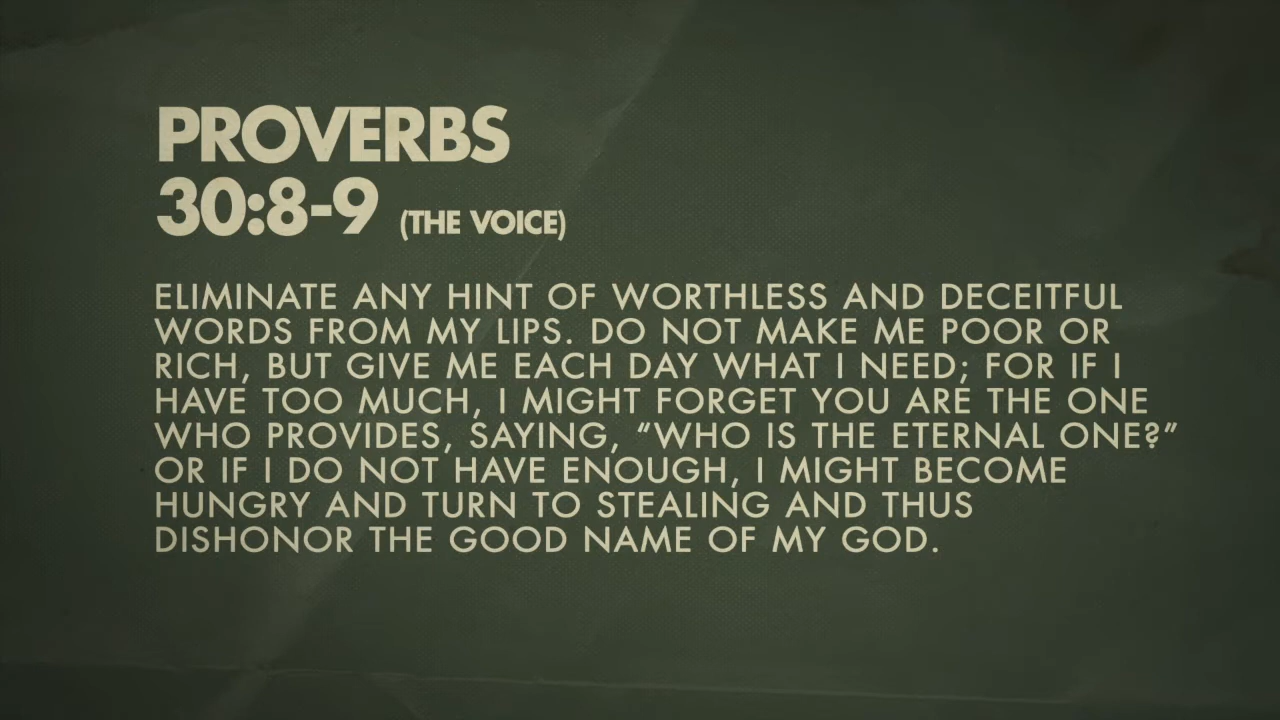 PROVERBS
30:8-9 (THE VOICE)
ELIMINATE ANY HINT OF WORTHLESS AND DECEITFUL
WORDS FROM MY LIPS. DO NOT MAKE ME POOR OR
RICH, BUT GIVE ME EACH DAY WHAT I NEED; FOR IF I
HAVE TOO MUCH, I MIGHT FORGET YOU ARE THE ONE
WHO PROVIDES, SAYING, “WHO IS THE ETERNAL ONE?”
OR IF I DO NOT HAVE ENOUGH, I MIGHT BECOME
HUNGRY AND TURN TO STEALING AND THUS
DISHONOR THE GOOD NAME OF MY GOD.